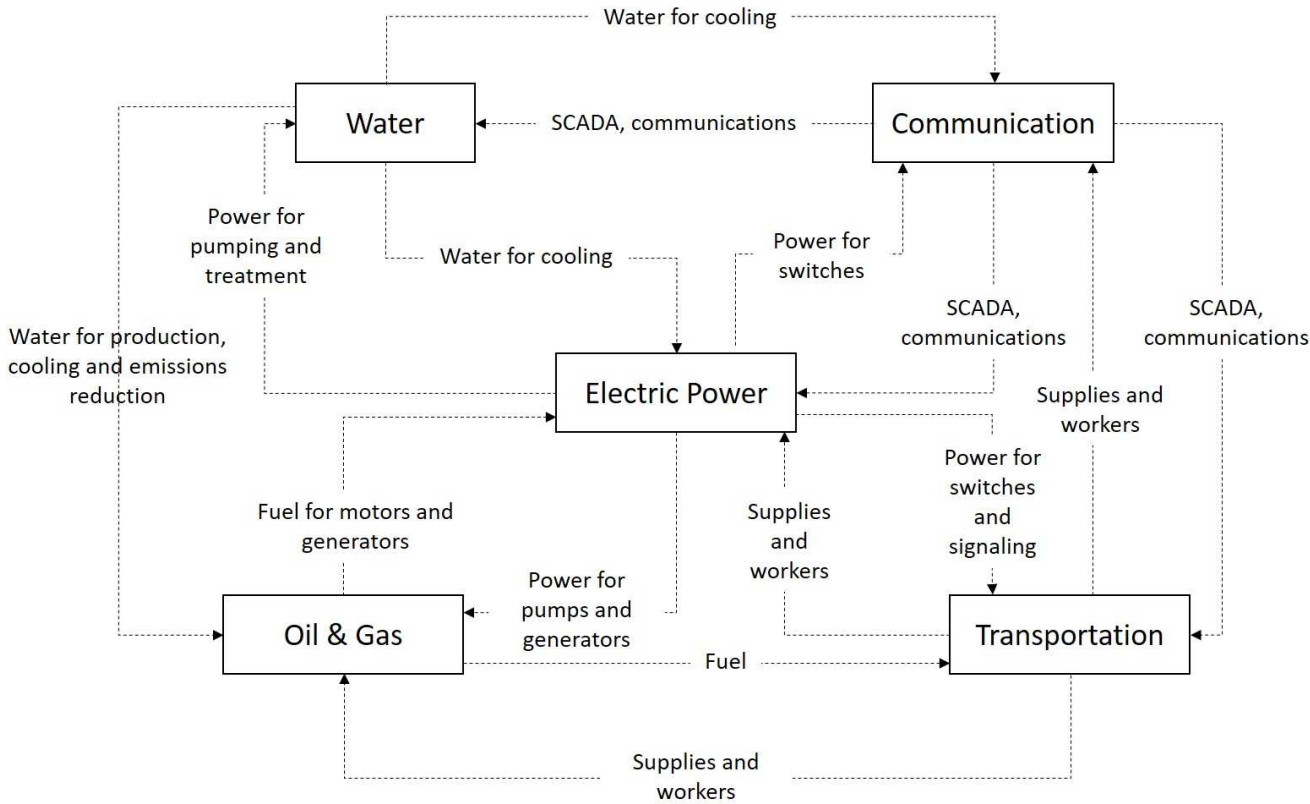 Water for cooling
Water
SCADA, communications
Communication
Power for
pumping and
treatment
Water for cooling
Power for
switches
SCADA,
communications
SCADA,
communications
Water for production,
cooling and emissions
reduction
Electric Power
Supplies and
workers
Fuel for motors and
generators
Supplies
and
workers
Power for
switches
and
signaling
Power for
pumps and
generators
Oil & Gas
Transportation
Fuel
Supplies and
workers